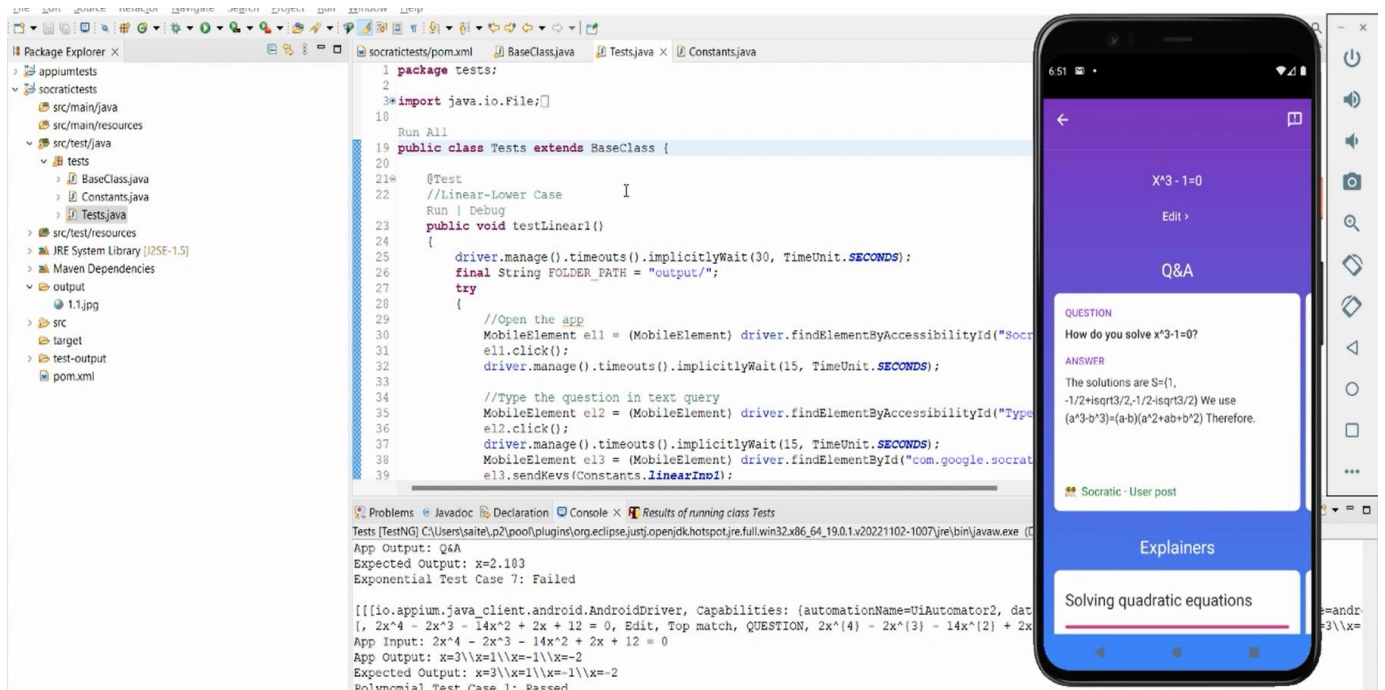 File Edit Source Refactor Navigate Search Project Run Window Help
Package Explorer
appiumtests
socratictests
src/main/java
src/main/resources
src/test/java
tests
BaseClass.java
Constants.java
Tests.java
src/test/resources
JRE System Library [J2SE-1.5]
Maven Dependencies
output
1.1.jpg
src
target
test-output
pom.xml
socratictests/pom.xml BaseClass.java Tests.java Constants.java
1 package tests;
2
3 import java.io.File;
18
Run All
19 public class Tests extends BaseClass {
20
21 @Test
22 //Linear-Lower Case
Run | Debug
23 public void testLinear1()
24 {
25 driver.manage().timeouts().implicitlyWait(30, TimeUnit.SECONDS);
26 final String FOLDER_PATH = "output/";
27 try
28 {
29 //Open the app
30 MobileElement el1 = (MobileElement) driver.findElementByAccessibilityId("Socr
31 el1.click();
32 driver.manage().timeouts().implicitlyWait(15, TimeUnit.SECONDS);
33
34 //Type the question in text query
35 MobileElement el2 = (MobileElement) driver.findElementByAccessibilityId("Type
36 el2.click();
37 driver.manage().timeouts().implicitlyWait(15, TimeUnit.SECONDS);
38 MobileElement el3 = (MobileElement) driver.findElementById("com.google.socrat
39 el3.sendKeys(Constants.linearInp1);
Problems Javadoc Declaration Console Results of running class Tests
Tests [TestNG] C:\Users\saite\.p2\pool\plugins\org.eclipse.justj.openjdk.hotspot.jre.full.win32.x86_64_19.0.1.v20221102-1007\jre\bin\javaw.exe (D
App Output: Q&A
Expected Output: x=2.183
Exponential Test Case 7: Failed
[[[io.appium.java_client.android.AndroidDriver, Capabilities: {automationName=UiAutomator2, dat
=andr
[, 2x^4 - 2x^3 - 14x^2 + 2x + 12 = 0, Edit, Top match, QUESTION, 2x^{4} - 2x^{3} - 14x^{2} + 2x
=3\\x=
App Input: 2x^4 - 2x^3 - 14x^2 + 2x + 12 = 0
App Output: x=3\\x=1\\x=-1\\x=-2
Expected Output: x=3\\x=1\\x=-1\\x=-2
Polynomial Test Case 1: Passed
6:51
X^3 - 1=0
Edit ›
Q&A
QUESTION
How do you solve x^3-1=0?
ANSWER
The solutions are S={1,
-1/2+isqrt3/2,-1/2-isqrt3/2} We use
(a^3-b^3)=(a-b)(a^2+ab+b^2) Therefore.
Socratic · User post
Explainers
Solving quadratic equations